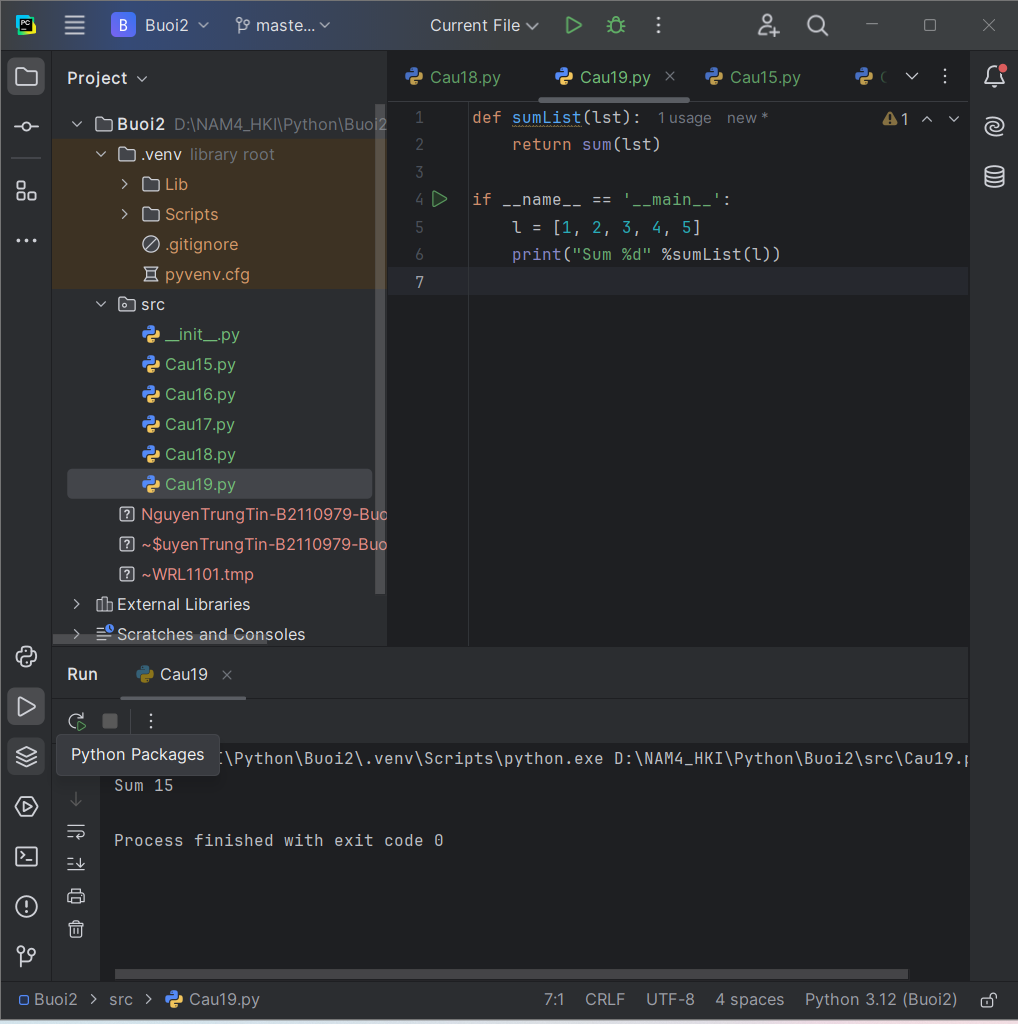 B Buoi2 maste... Current File
Project
Cau18.py Cau19.py Cau15.py
Buoi2 D:\NAM4_HKI\Python\Buoi2
.venv library root
Lib
Scripts
.gitignore
pyvenv.cfg
src
__init__.py
Cau15.py
Cau16.py
Cau17.py
Cau18.py
Cau19.py
NguyenTrungTin-B2110979-Buo
~$uyenTrungTin-B2110979-Buo
~WRL1101.tmp
External Libraries
Scratches and Consoles
1 def sumList(lst): 1 usage new * 1
2 return sum(lst)
3
4 if __name__ == '__main__':
5 l = [1, 2, 3, 4, 5]
6 print("Sum %d" %sumList(l))
7
Run Cau19
Python Packages
I\Python\Buoi2\.venv\Scripts\python.exe D:\NAM4_HKI\Python\Buoi2\src\Cau19.p
Sum 15
Process finished with exit code 0
Buoi2 > src > Cau19.py 7:1 CRLF UTF-8 4 spaces Python 3.12 (Buoi2)